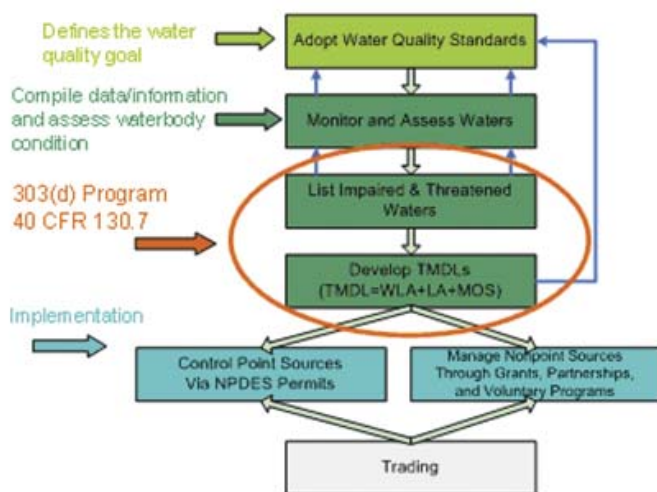 Defines the water
quality goal
Adopt Water Quality Standards
Compile data/information
and assess waterbody
condition
Monitor and Assess Waters
303(d) Program
40 CFR 130.7
List Impaired & Threatened
Waters
Develop TMDLs
(TMDL=WLA+LA+MOS)
Implementation
Control Point Sources
Via NPDES Permits
Manage Nonpoint Sources
Through Grants, Partnerships,
and Voluntary Programs
Trading